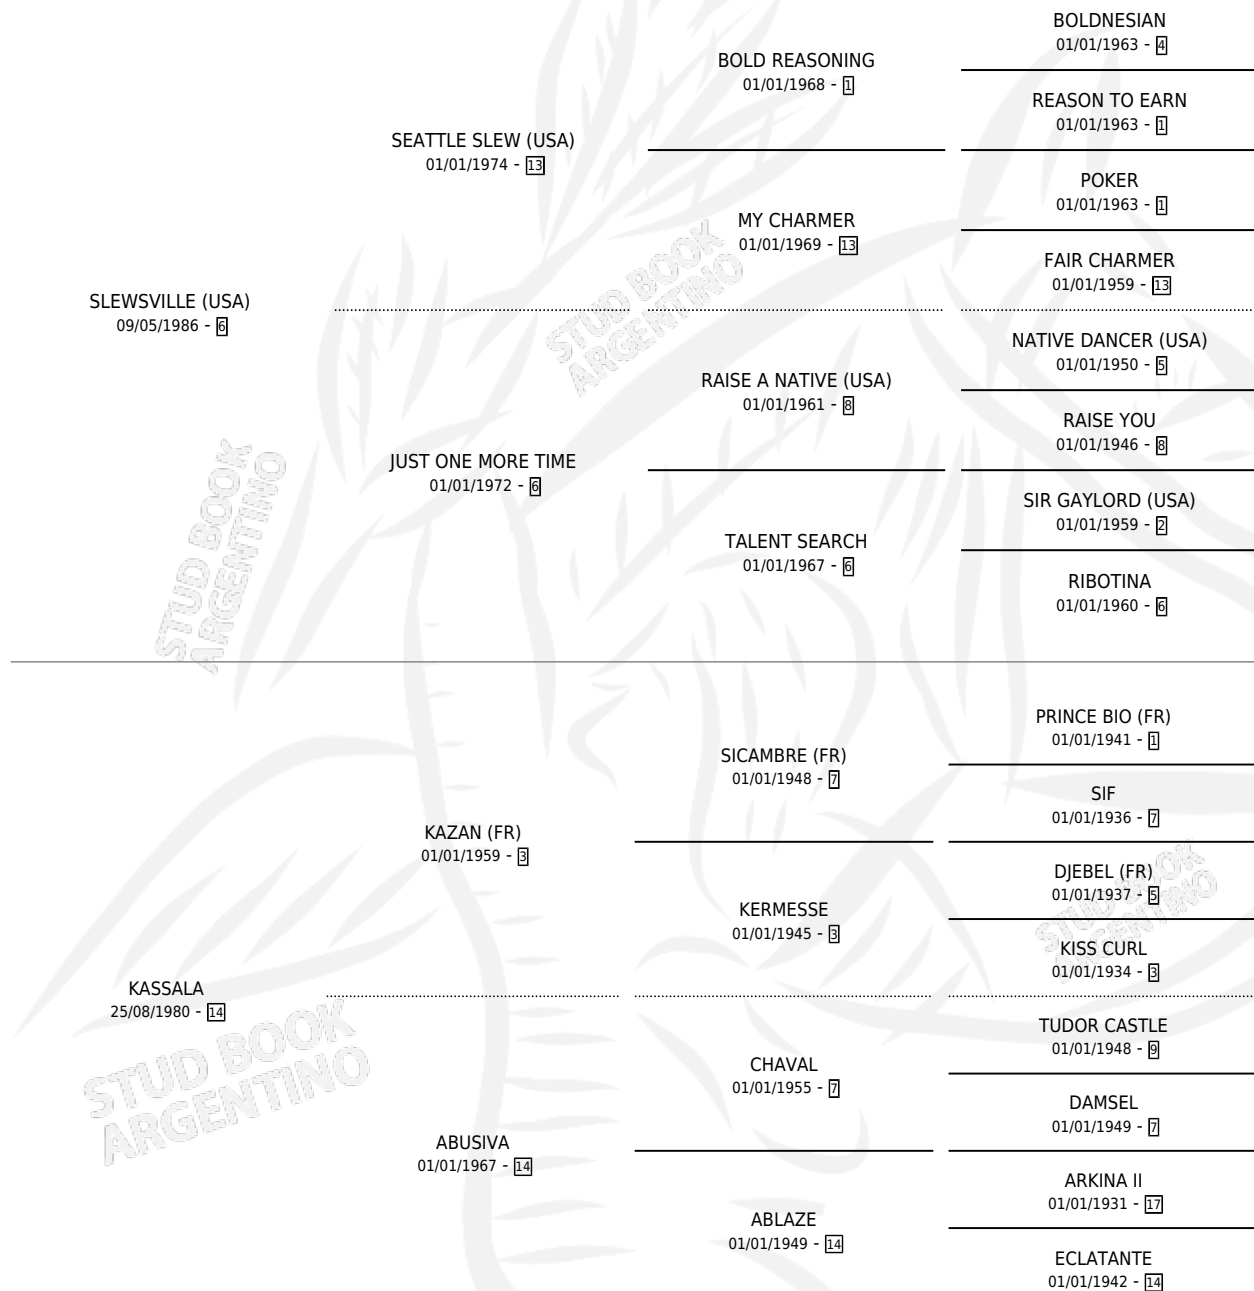 BOLDNESIAN
01/01/1963 - 4
BOLD REASONING
01/01/1968 - 1
REASON TO EARN
01/01/1963 - 1
SEATTLE SLEW (USA)
01/01/1974 - 13
POKER
01/01/1963 - 1
MY CHARMER
01/01/1969 - 13
FAIR CHARMER
01/01/1959 - 13
SLEWSVILLE (USA)
09/05/1986 - 6
NATIVE DANCER (USA)
01/01/1950 - 5
RAISE A NATIVE (USA)
01/01/1961 - 8
RAISE YOU
01/01/1946 - 8
JUST ONE MORE TIME
01/01/1972 - 6
SIR GAYLORD (USA)
01/01/1959 - 2
TALENT SEARCH
01/01/1967 - 6
RIBOTINA
01/01/1960 - 6
PRINCE BIO (FR)
01/01/1941 - 1
SICAMBRE (FR)
01/01/1948 - 7
SIF
01/01/1936 - 7
KAZAN (FR)
01/01/1959 - 3
DJEBEL (FR)
01/01/1937 - 5
KERMESSE
01/01/1945 - 3
KISS CURL
01/01/1934 - 3
KASSALA
25/08/1980 - 14
TUDOR CASTLE
01/01/1948 - 9
CHAVAL
01/01/1955 - 7
DAMSEL
01/01/1949 - 7
ABUSIVA
01/01/1967 - 14
ARKINA II
01/01/1931 - 17
ABLAZE
01/01/1949 - 14
ECLATANTE
01/01/1942 - 14
STUD BOOK
ARGENTINO
STUD BOOK
ARGENTINO
STUD BOOK
ARGENTINO
STUD BOOK
ARGENTINO